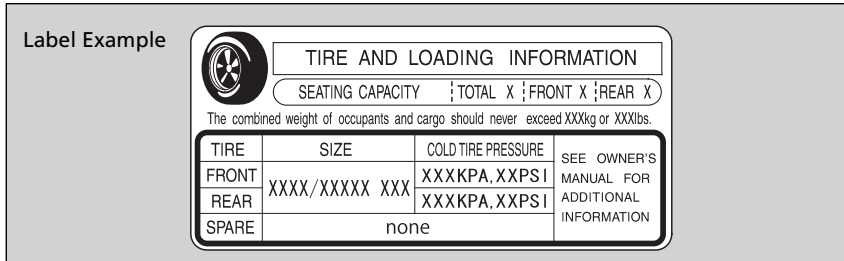 Label Example
TIRE AND LOADING INFORMATION
SEATING CAPACITY TOTAL X FRONT X REAR X
The combined weight of occupants and cargo should never exceed XXXkg or XXXlbs.
TIRE SIZE COLD TIRE PRESSURE
FRONT XXXX/XXXXX XXX XXXKPA,XXPSI
REAR XXXKPA,XXPSI
SPARE none
SEE OWNER'S
MANUAL FOR
ADDITIONAL
INFORMATION